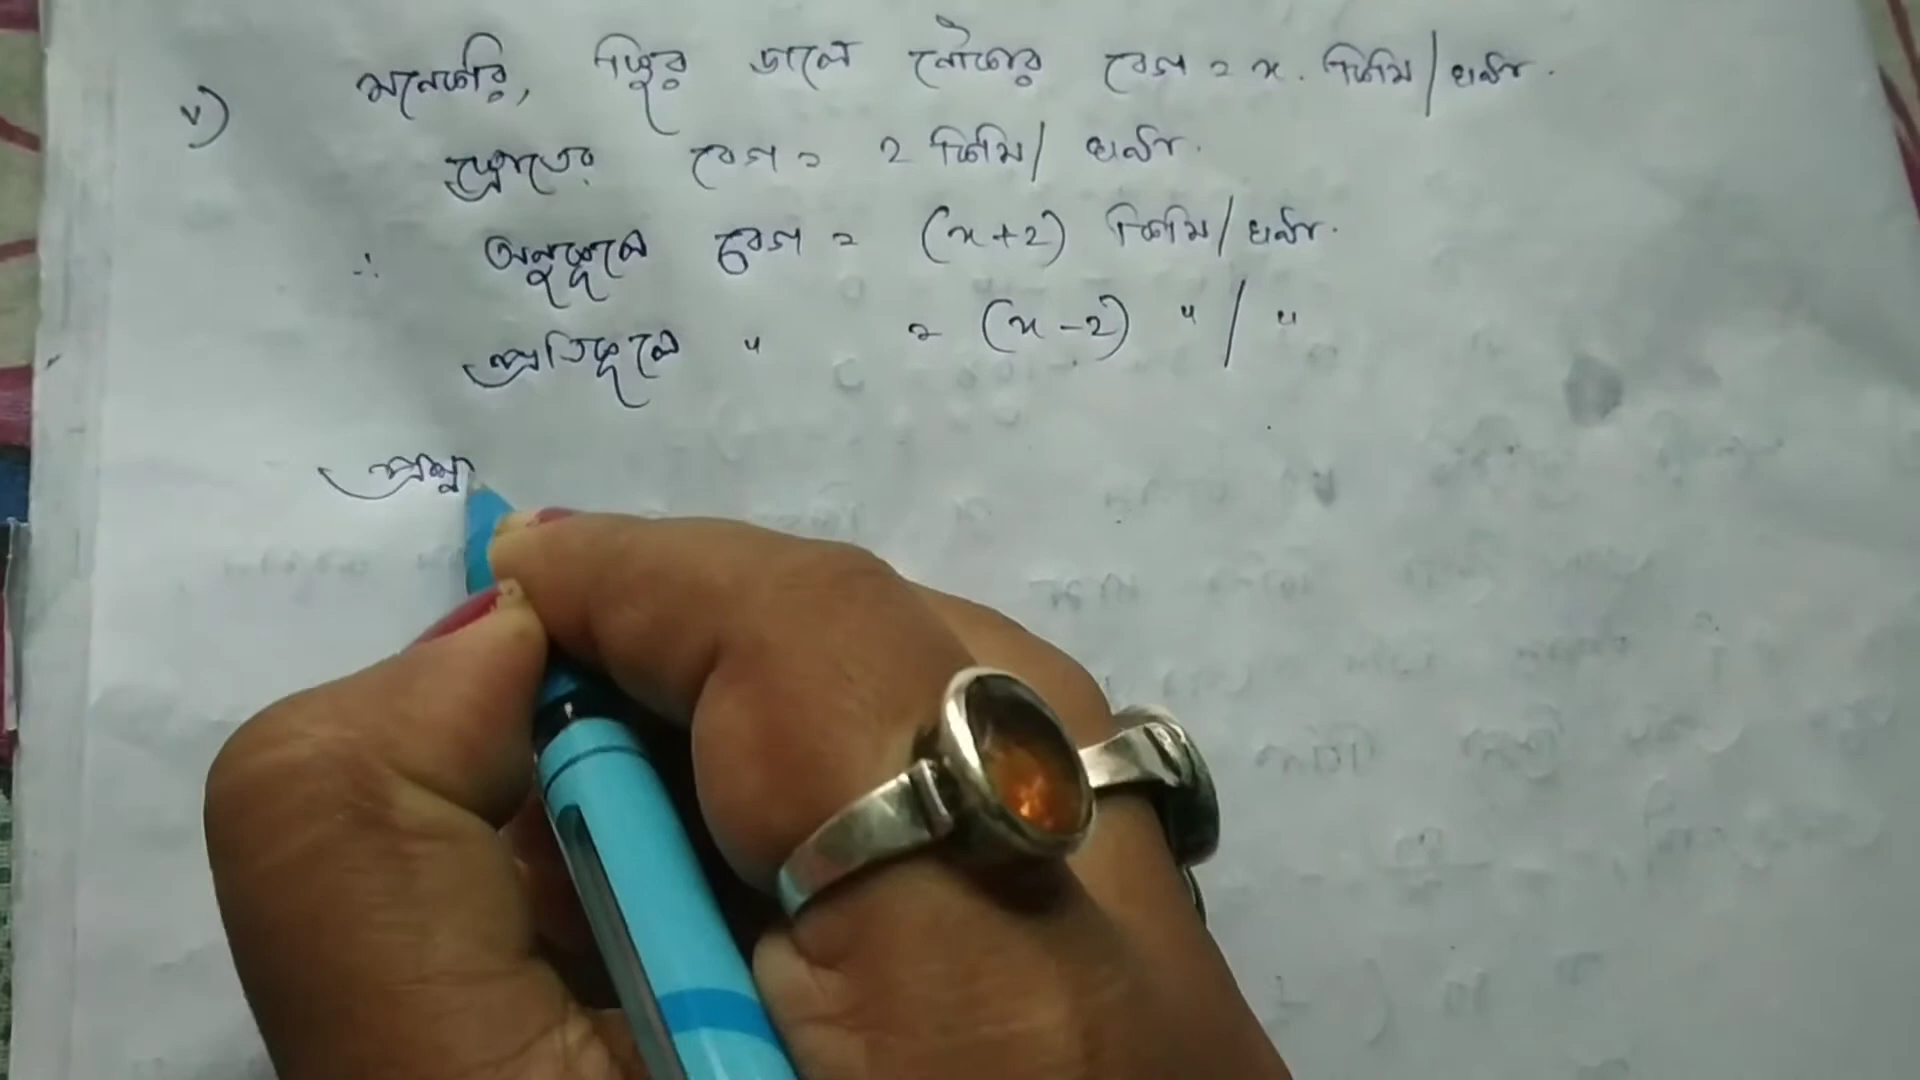 v) মনেকরি, স্থির জলে নৌকার বেগ = x. কিমি/ঘন্টা.
স্রোতের বেগ = 2 কিমি/ ঘন্টা.
∴ অনুকূলে বেগ = (x+2) কিমি/ঘন্টা.
প্রতিকূলে " = (x-2) " / "
প্রশ্ন